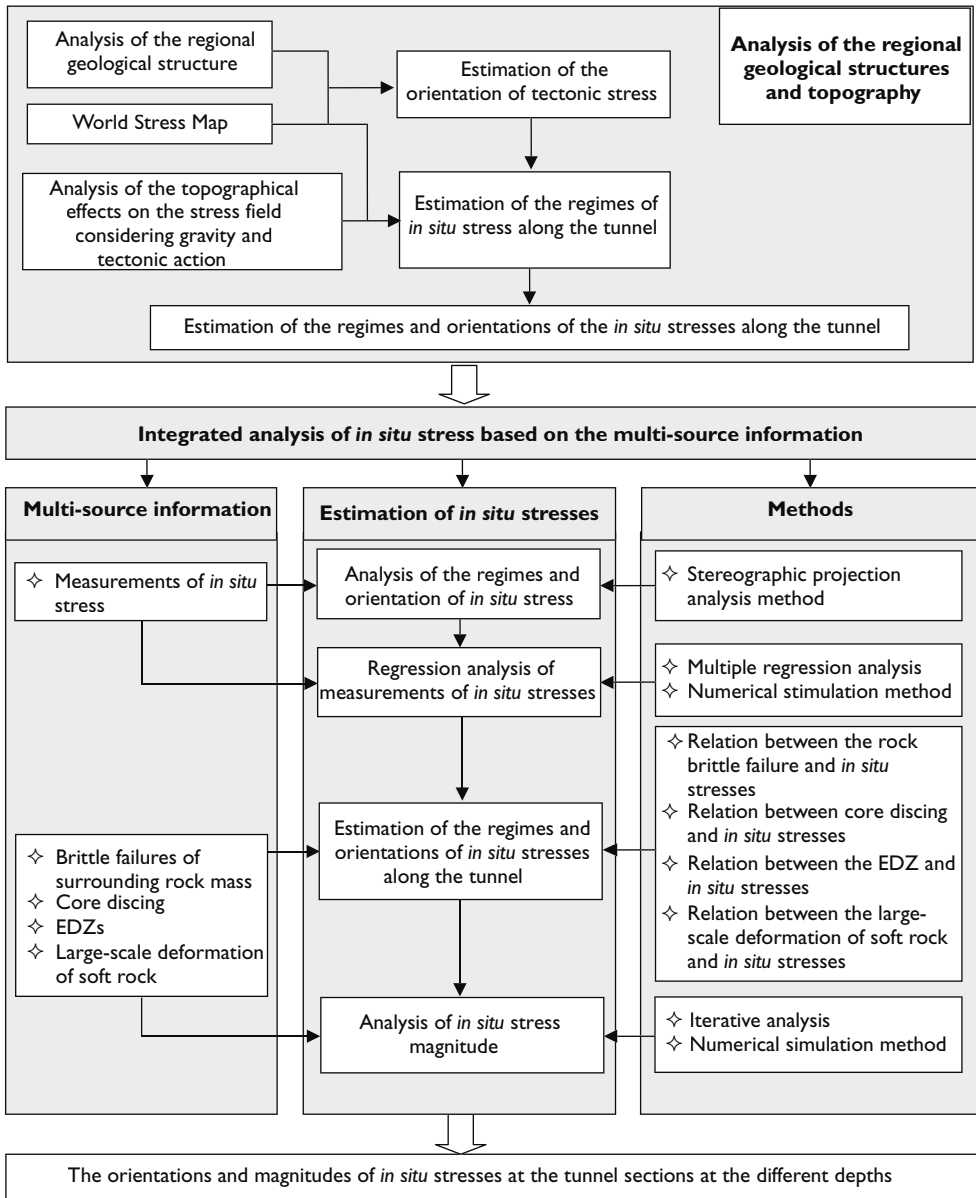 Analysis of the regional
geological structure
World Stress Map
Analysis of the topographical
effects on the stress field
considering gravity and
tectonic action
Estimation of the
orientation of tectonic stress
Estimation of the regimes of
in situ stress along the tunnel
Analysis of the regional
geological structures
and topography
Estimation of the regimes and orientations of the in situ stresses along the tunnel
Integrated analysis of in situ stress based on the multi-source information
Multi-source information
✧ Measurements of in situ
stress
✧ Brittle failures of
surrounding rock mass
✧ Core discing
✧ EDZs
✧ Large-scale deformation
of soft rock
Estimation of in situ stresses
Analysis of the regimes and
orientation of in situ stress
Regression analysis of
measurements of in situ stresses
Estimation of the regimes and
orientations of in situ stresses
along the tunnel
Analysis of in situ stress
magnitude
Methods
✧ Stereographic projection
analysis method
✧ Multiple regression analysis
✧ Numerical stimulation method
✧ Relation between the rock
brittle failure and in situ
stresses
✧ Relation between core discing
and in situ stresses
✧ Relation between the EDZ and
in situ stresses
✧ Relation between the large-
scale deformation of soft rock
and in situ stresses
✧ Iterative analysis
✧ Numerical simulation method
The orientations and magnitudes of in situ stresses at the tunnel sections at the different depths